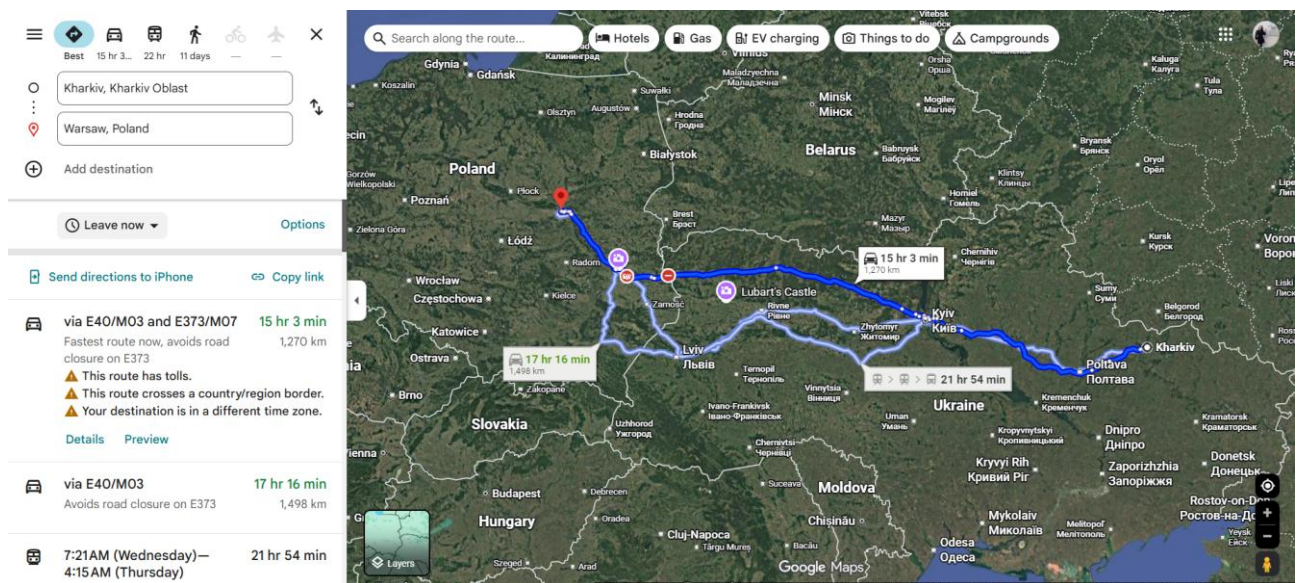 Best
15 hr 3...
22 hr
11 days
—
—
Kharkiv, Kharkiv Oblast
Warsaw, Poland
Add destination
Leave now
Options
Send directions to iPhone
Copy link
via E40/M03 and E373/M07
15 hr 3 min
Fastest route now, avoids road
1,270 km
closure on E373
This route has tolls.
This route crosses a country/region border.
Your destination is in a different time zone.
Details
Preview
via E40/M03
17 hr 16 min
Avoids road closure on E373
1,498 km
7:21 AM (Wednesday)—
21 hr 54 min
4:15 AM (Thursday)
Search along the route...
Hotels
Gas
EV charging
Things to do
Campgrounds
Vitebsk
Віцебск
Калининград
Gdynia
Gdańsk
Koszalin
Vilnius
Orsha
Орша
Kaluga
Калуга
Tula
Тула
Maladzyechna
Маладзечна
Suwałki
Minsk
Мінск
Mogilev
Магілёў
Olsztyn
Augustów
Hrodna
Гродна
Bryansk
Брянск
Białystok
Belarus
Babruysk
Бабруйск
Oryol
Орёл
Poland
Gorzów
Wielkopolski
Płock
Klintsy
Клинцы
Poznań
Homiel
Гомель
Brest
Брэст
Mazyr
Мазыр
Kursk
Курск
Zielona Góra
Łódź
Chernihiv
Чернігів
15 hr 3 min
1,270 km
Radom
Wrocław
Lubart's Castle
Sumy
Суми
Belgorod
Белгород
Częstochowa
Kielce
Zamość
Rivne
Рівне
Kyiv
Київ
Zhytomyr
Житомир
Kharkiv
Katowice
Lviv
Львів
Poltava
Полтава
Ostrava
17 hr 16 min
1,498 km
Ternopil
Тернопіль
21 hr 54 min
Zakopane
Vinnytsia
Вінниця
Brno
Kremenchuk
Кременчук
Ukraine
Ivano-Frankivsk
Івано-Франківськ
Uman
Умань
Kramatorsk
Краматорськ
Slovakia
Uzhhorod
Ужгород
Kropyvnytskyi
Кропивницький
Dnipro
Дніпро
Chernivtsi
Чернівці
Donetsk
Донецьк
Kryvyi Rih
Кривий Ріг
Zaporizhzhia
Запоріжжя
Budapest
Debrecen
Suceava
Moldova
Hungary
Oradea
Mykolaiv
Миколаїв
Melitopol
Мелітополь
Cluj-Napoca
Chișinău
Târgu Mureș
Bacău
Odesa
Одеса
Yeysk
Ейск
Szeged
Arad
Layers
Google Maps